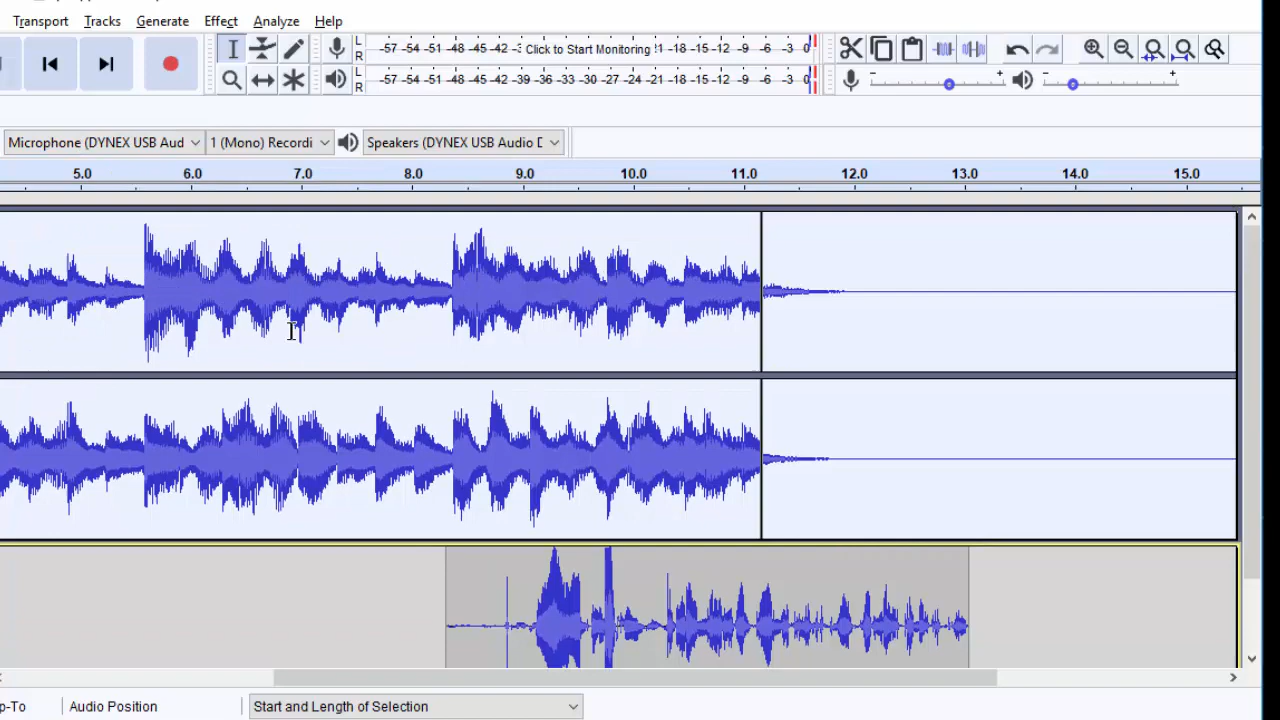 Transport Tracks Generate Effect Analyze Help
L
R
-57 -54 -51 -48 -45 -42 -3 Click to Start Monitoring !1 -18 -15 -12 -9 -6 -3 0
L
R
-57 -54 -51 -48 -45 -42 -39 -36 -33 -30 -27 -24 -21 -18 -15 -12 -9 -6 -3 0
- +
- +
Microphone (DYNEX USB Aud 1 (Mono) Recordi Speakers (DYNEX USB Audio D
5.0 6.0 7.0 8.0 9.0 10.0 11.0 12.0 13.0 14.0 15.0
p-To Audio Position Start and Length of Selection